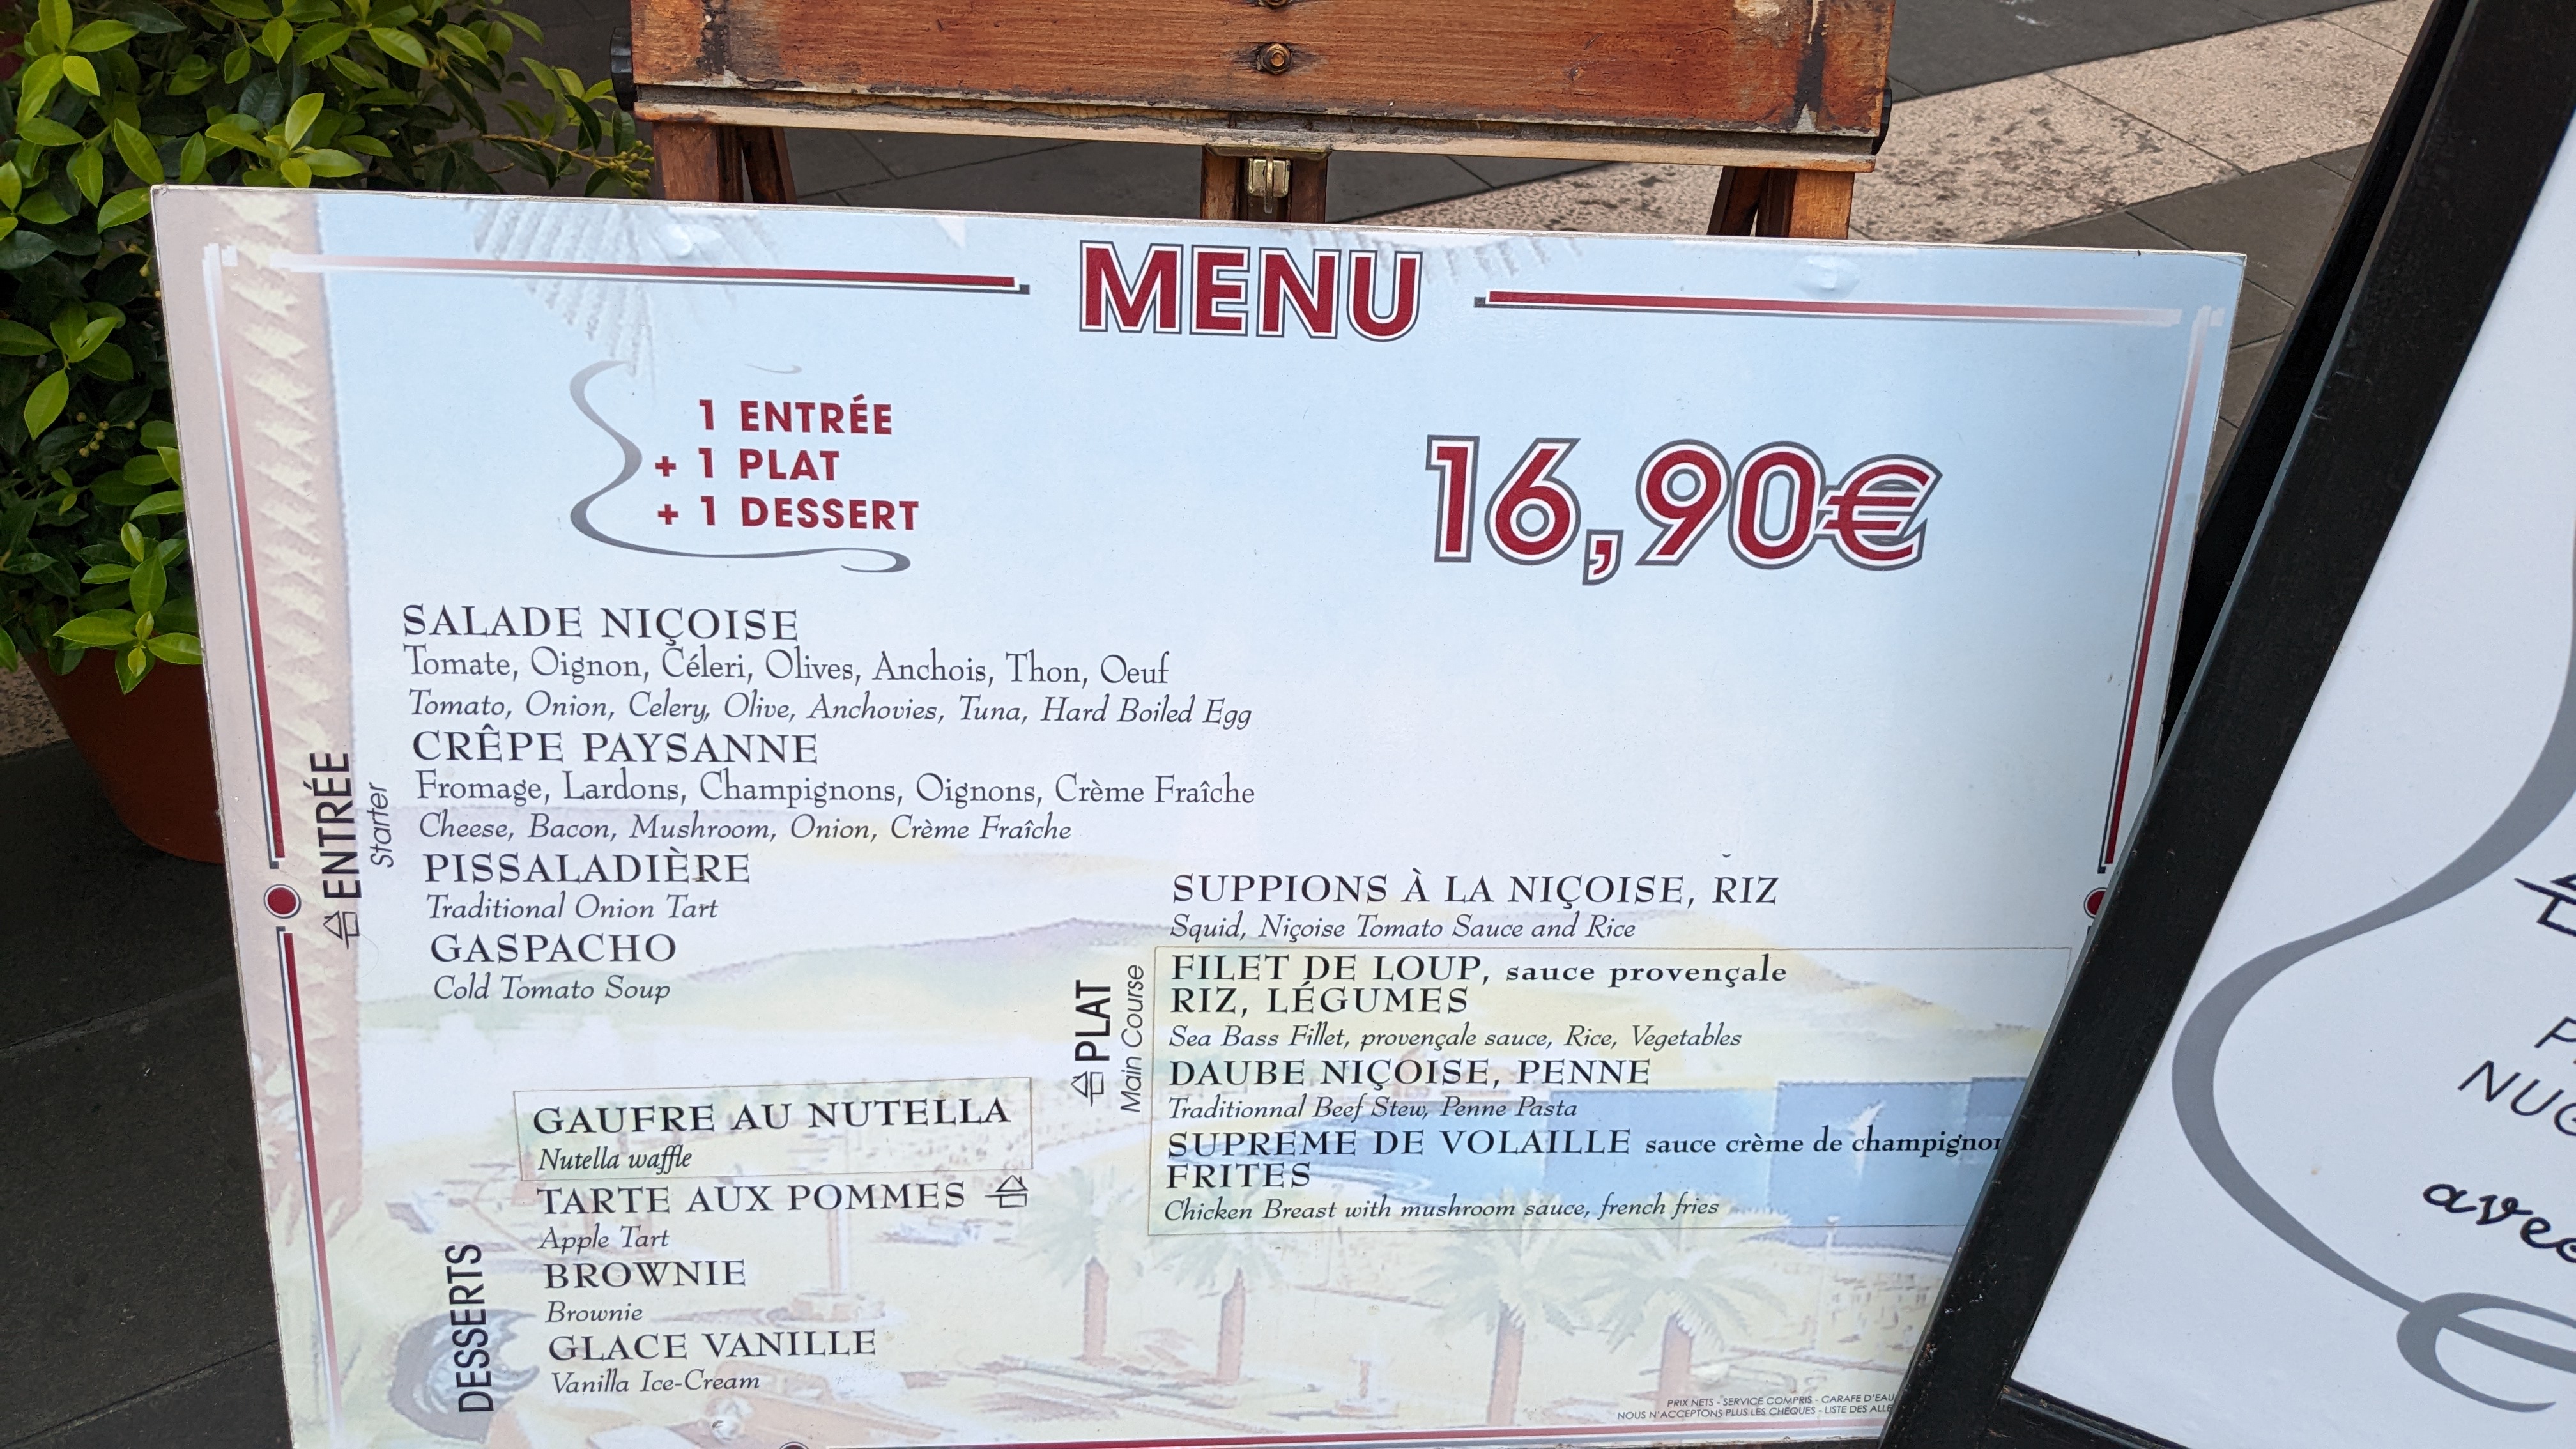 MENU
1 ENTRÉE
+ 1 PLAT
+ 1 DESSERT
16,90€
ENTRÉE
Starter
SALADE NIÇOISE
Tomate, Oignon, Céleri, Olives, Anchois, Thon, Oeuf
Tomato, Onion, Celery, Olive, Anchovies, Tuna, Hard Boiled Egg
CRÊPE PAYSANNE
Fromage, Lardons, Champignons, Oignons, Crème Fraîche
Cheese, Bacon, Mushroom, Onion, Crème Fraîche
PISSALADIÈRE
Traditional Onion Tart
GASPACHO
Cold Tomato Soup
PLAT
Main Course
SUPPIONS À LA NIÇOISE, RIZ
Squid, Niçoise Tomato Sauce and Rice
FILET DE LOUP, sauce provençale
RIZ, LÉGUMES
Sea Bass Fillet, provençale sauce, Rice, Vegetables
DAUBE NIÇOISE, PENNE
Traditionnal Beef Stew, Penne Pasta
SUPREME DE VOLAILLE sauce crème de
FRITES
Chicken Breast with mushroom sauce, french fries
DESSERTS
GAUFRE AU NUTELLA
Nutella waffle
TARTE AUX POMMES
Apple Tart
BROWNIE
Brownie
GLACE VANILLE
Vanilla Ice-Cream
PRIX NETS - SERVICE COMPRIS - CARAFE D'EAU
NOUS N'ACCEPTONS PLUS LES CHEQUES - LISTE DES